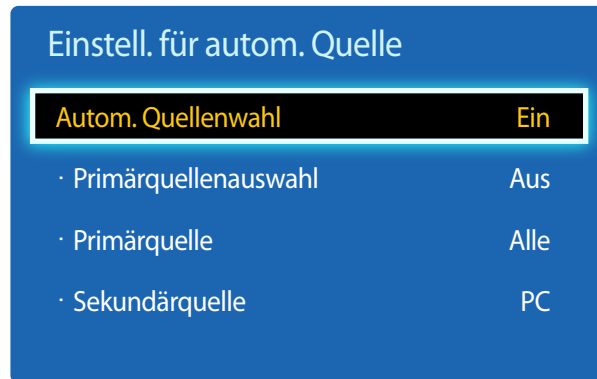 Einstell. für autom. Quelle
Autom. Quellenwahl Ein
· Primärquellenauswahl Aus
· Primärquelle Alle
· Sekundärquelle PC